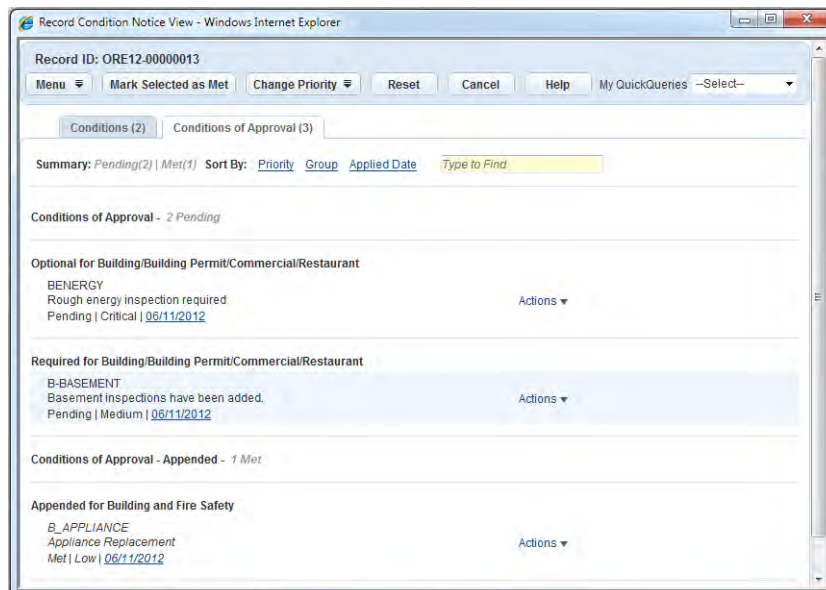 Record Condition Notice View - Windows Internet Explorer
Record ID: ORE12-00000013
Menu Mark Selected as Met Change Priority Reset Cancel Help My QuickQueries --Select--
Conditions (2) Conditions of Approval (3)
Summary: Pending(2) | Met(1) Sort By: Priority Group Applied Date Type to Find
Conditions of Approval - 2 Pending
Optional for Building/Building Permit/Commercial/Restaurant
BENERGY
Rough energy inspection required Actions
Pending | Critical | 06/11/2012
Required for Building/Building Permit/Commercial/Restaurant
B-BASEMENT
Basement inspections have been added. Actions
Pending | Medium | 06/11/2012
Conditions of Approval - Appended - 1 Met
Appended for Building and Fire Safety
B_APPLIANCE
Appliance Replacement Actions
Met | Low | 06/11/2012